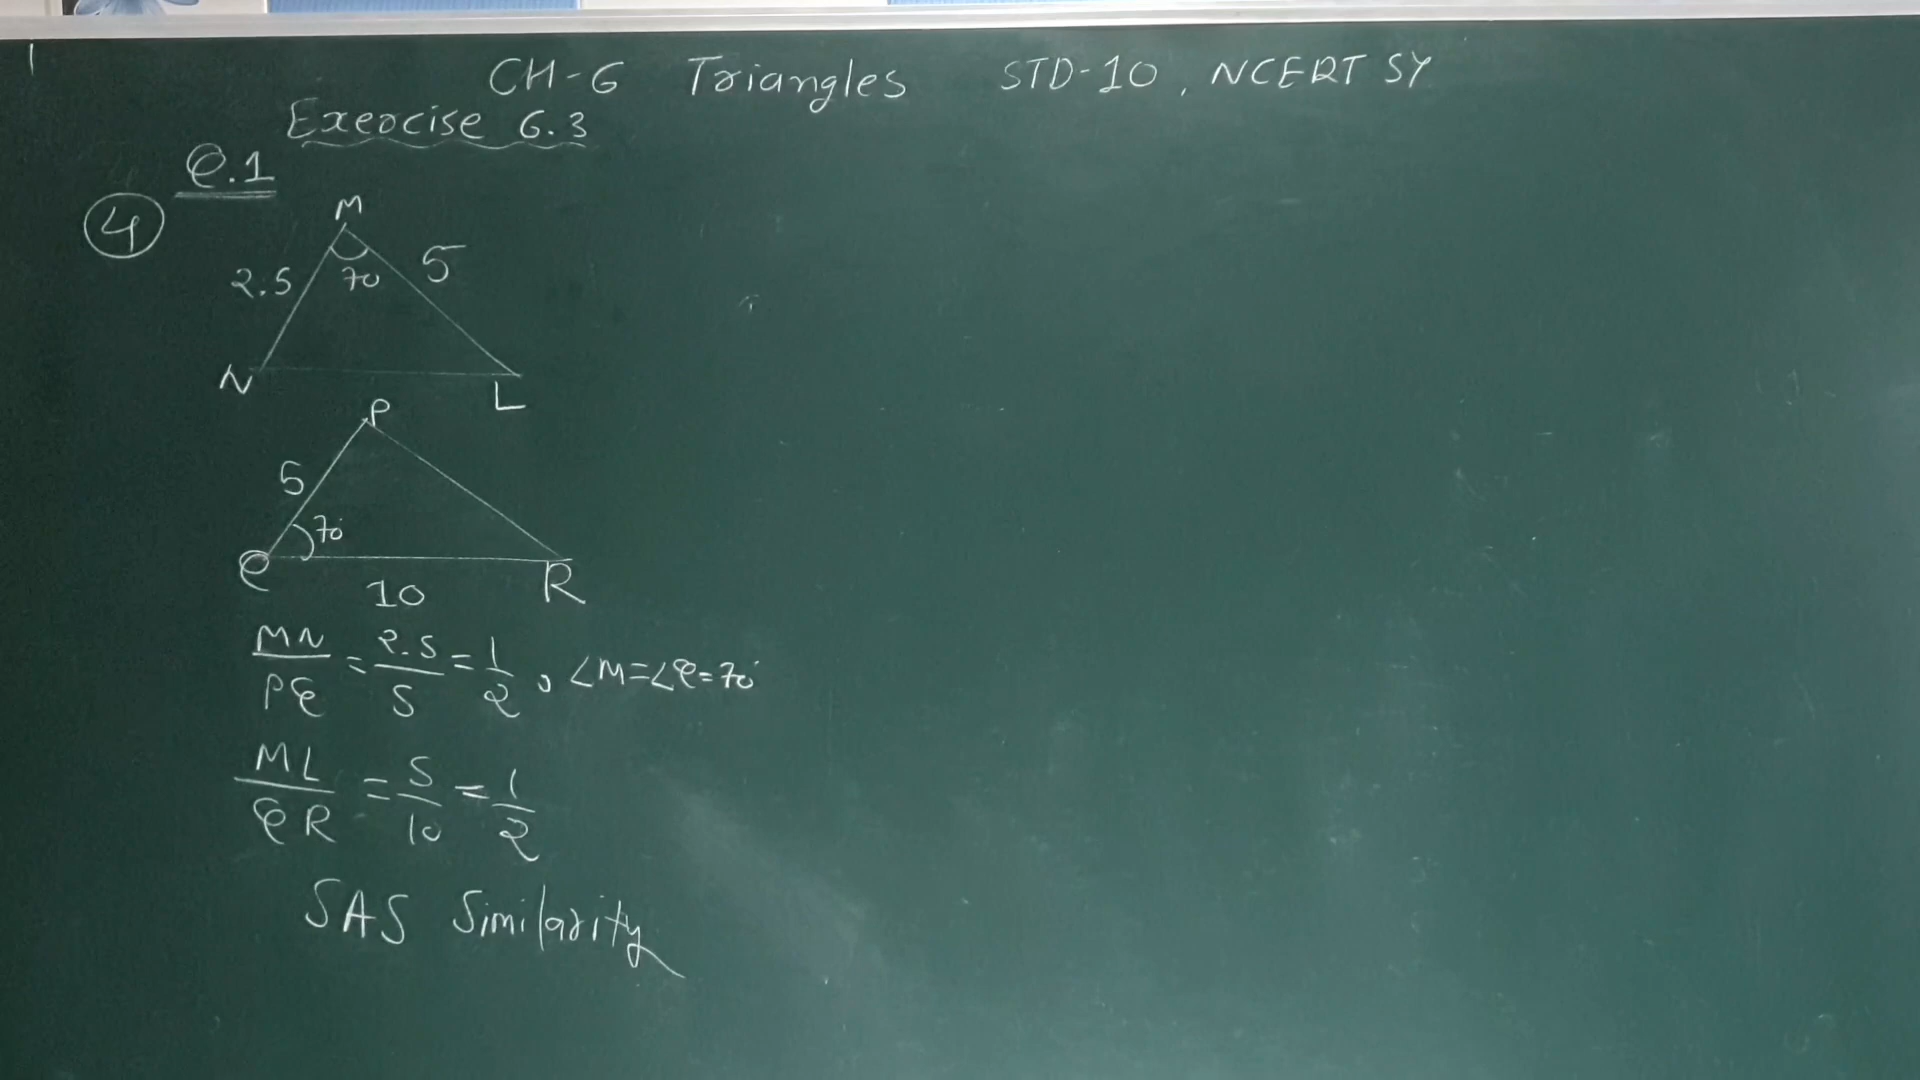 CH-6 Triangles STD-10, NCERT SY
Exercise 6.3
Q.1
4
M
2.5 70° 5
N L
P
5
70°
Q R
10
MN/PQ = 2.5/5 = 1/2, ∠M=∠Q=70°
ML/QR = 5/10 = 1/2
SAS Similarity